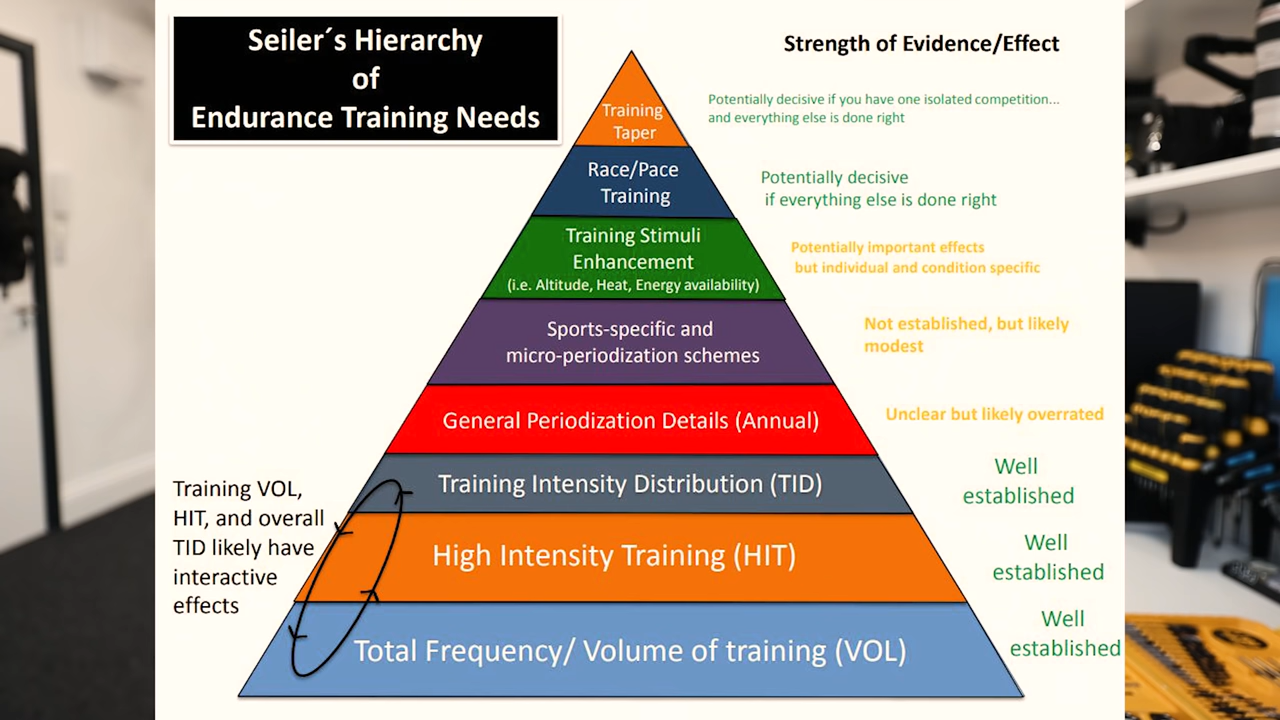 Seiler´s Hierarchy
of
Endurance Training Needs
Strength of Evidence/Effect
Training
Taper
Potentially decisive if you have one isolated competition...
and everything else is done right
Race/Pace
Training
Potentially decisive
if everything else is done right
Training Stimuli
Enhancement
(i.e. Altitude, Heat, Energy availability)
Potentially important effects
but individual and condition specific
Sports-specific and
micro-periodization schemes
Not established, but likely
modest
General Periodization Details (Annual)
Unclear but likely overrated
Training Intensity Distribution (TID)
Well
established
High Intensity Training (HIT)
Well
established
Total Frequency/ Volume of training (VOL)
Well
established
Training VOL,
HIT, and overall
TID likely have
interactive
effects